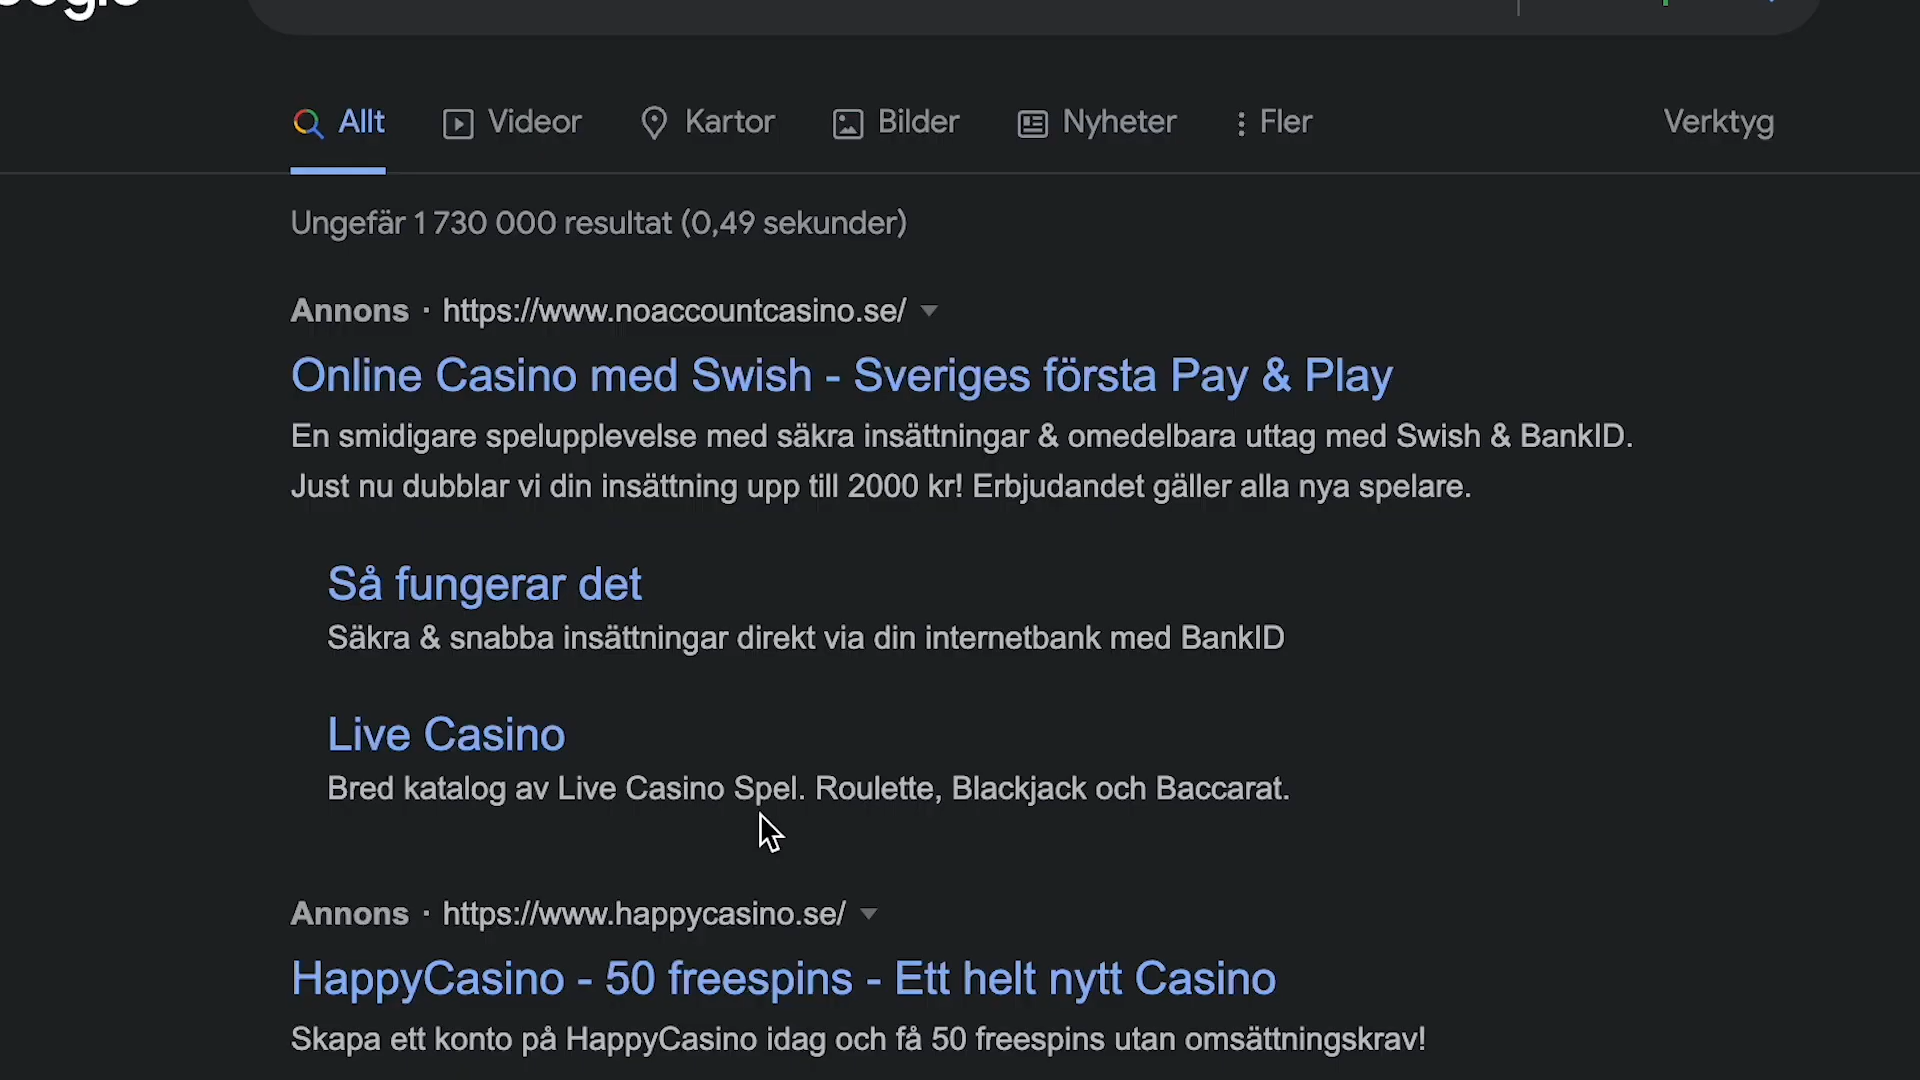 Allt Videor Kartor Bilder Nyheter Fler Verktyg
Ungefär 1 730 000 resultat (0,49 sekunder)
Annons · https://www.noaccountcasino.se/
Online Casino med Swish - Sveriges första Pay & Play
En smidigare spelupplevelse med säkra insättningar & omedelbara uttag med Swish & BankID.
Just nu dubblar vi din insättning upp till 2000 kr! Erbjudandet gäller alla nya spelare.
Så fungerar det
Säkra & snabba insättningar direkt via din internetbank med BankID
Live Casino
Bred katalog av Live Casino Spel. Roulette, Blackjack och Baccarat.
Annons · https://www.happycasino.se/
HappyCasino - 50 freespins - Ett helt nytt Casino
Skapa ett konto på HappyCasino idag och få 50 freespins utan omsättningskrav!